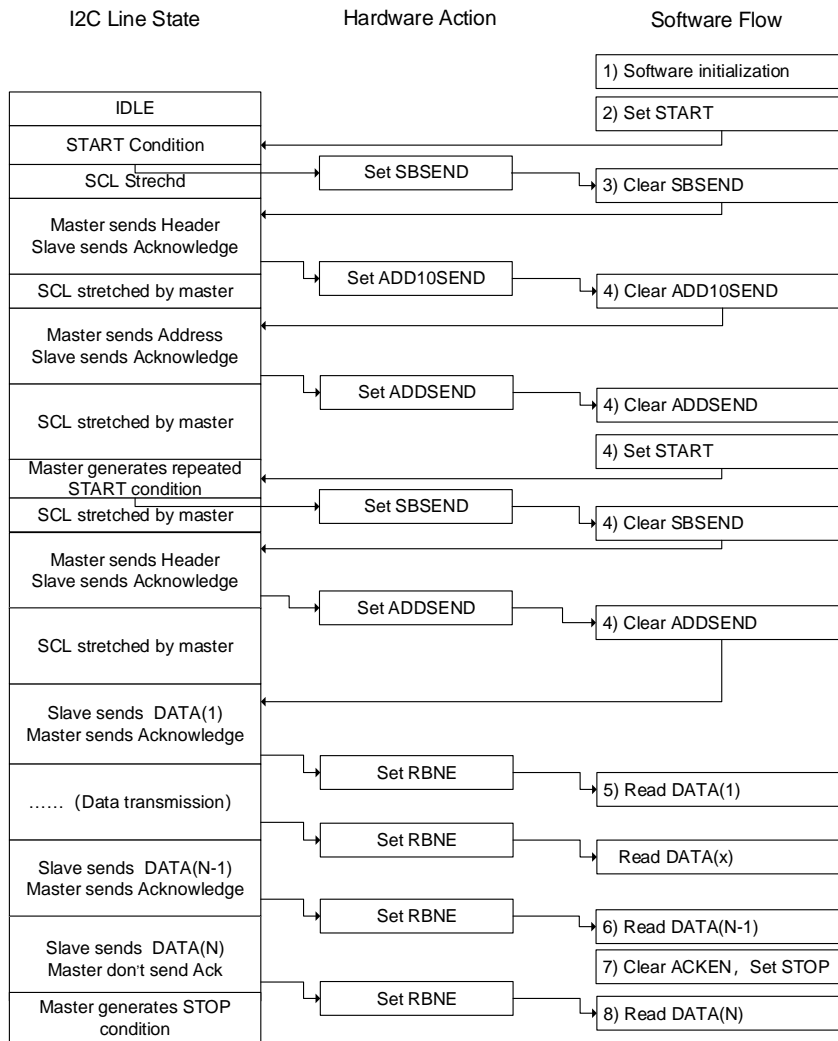 I2C Line State
Hardware Action
Software Flow
1) Software initialization
IDLE
2) Set START
START Condition
Set SBSEND
SCL Strechd
3) Clear SBSEND
Master sends Header
Slave sends Acknowledge
Set ADD10SEND
SCL stretched by master
4) Clear ADD10SEND
Master sends Address
Slave sends Acknowledge
Set ADDSEND
4) Clear ADDSEND
SCL stretched by master
4) Set START
Master generates repeated
START condition
Set SBSEND
SCL stretched by master
4) Clear SBSEND
Master sends Header
Slave sends Acknowledge
Set ADDSEND
4) Clear ADDSEND
SCL stretched by master
Slave sends DATA(1)
Master sends Acknowledge
Set RBNE
5) Read DATA(1)
…… (Data transmission)
Set RBNE
Read DATA(x)
Slave sends DATA(N-1)
Master sends Acknowledge
Set RBNE
6) Read DATA(N-1)
Slave sends DATA(N)
Master don't send Ack
7) Clear ACKEN，Set STOP
Set RBNE
8) Read DATA(N)
Master generates STOP
condition